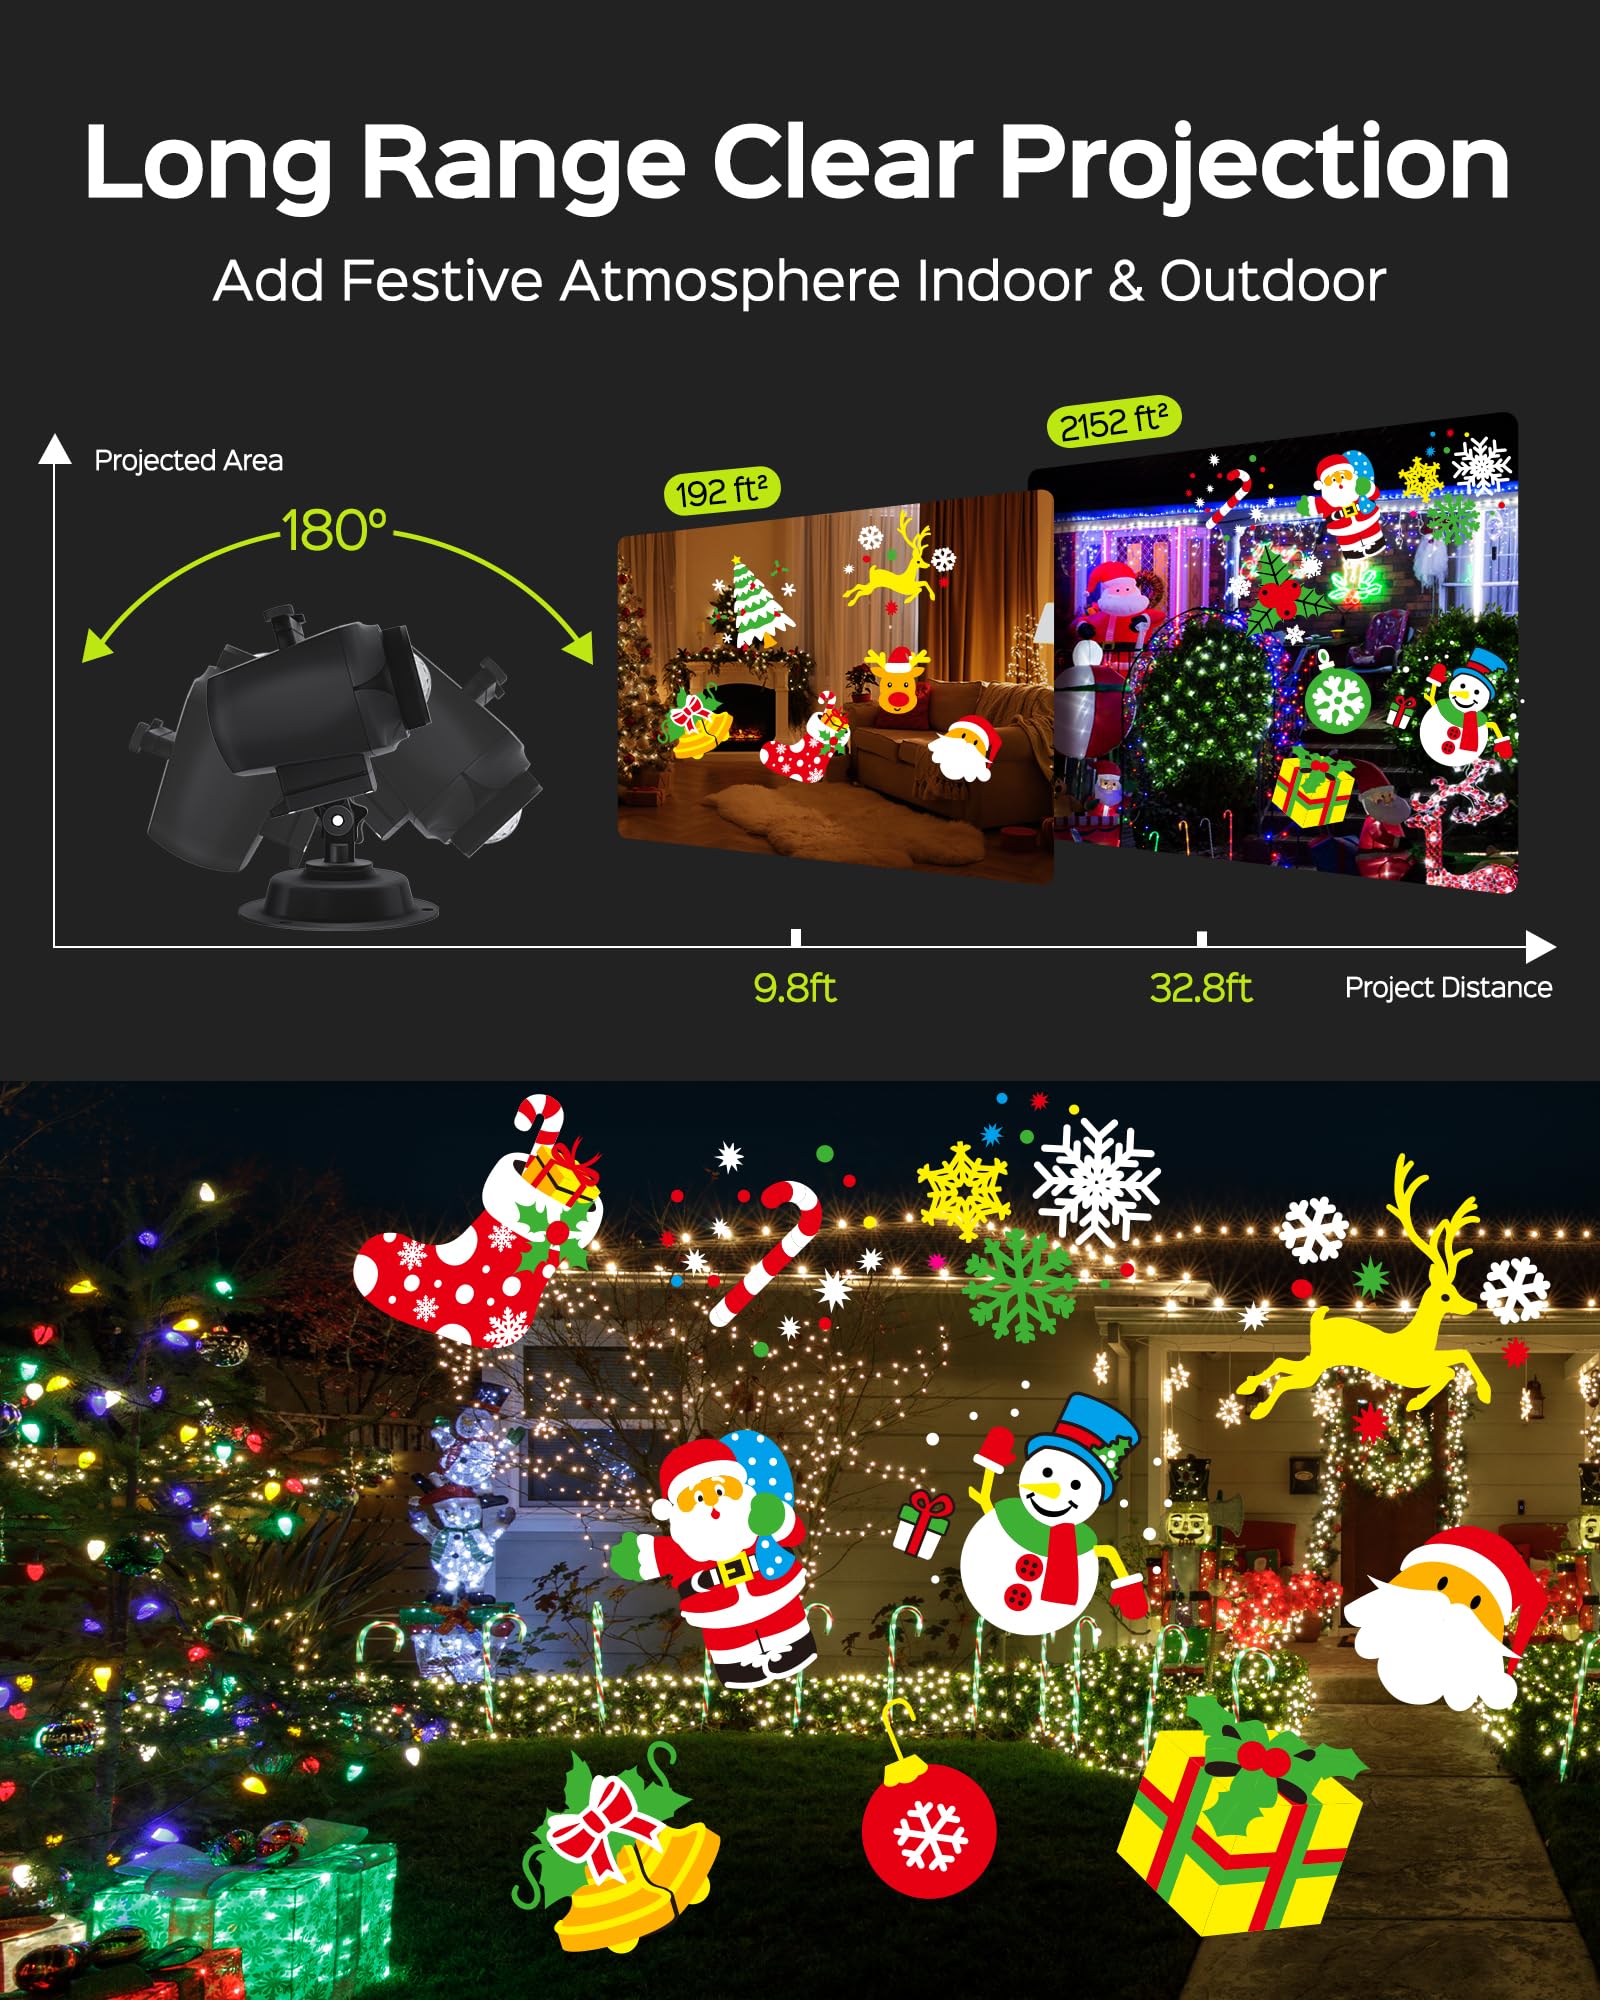 Long Range Clear Projection
Add Festive Atmosphere Indoor & Outdoor
2152 ft²
Projected Area
192 ft²
180°
9.8ft
32.8ft
Project Distance